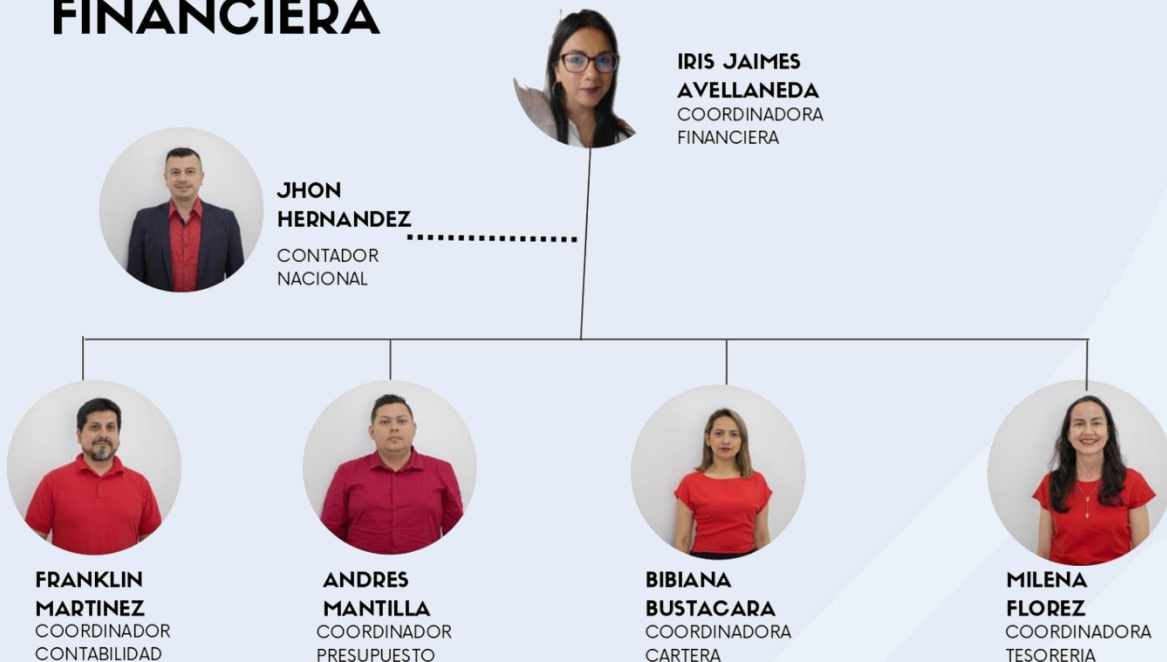 FINANCIERA
IRIS JAIMES
AVELLANEDA
COORDINADORA
FINANCIERA
JHON
HERNANDEZ
CONTADOR
NACIONAL
FRANKLIN
MARTINEZ
COORDINADOR
CONTABILIDAD
ANDRES
MANTILLA
COORDINADOR
PRESUPUESTO
BIBIANA
BUSTACARA
COORDINADORA
CARTERA
MILENA
FLOREZ
COORDINADORA
TESORERIA